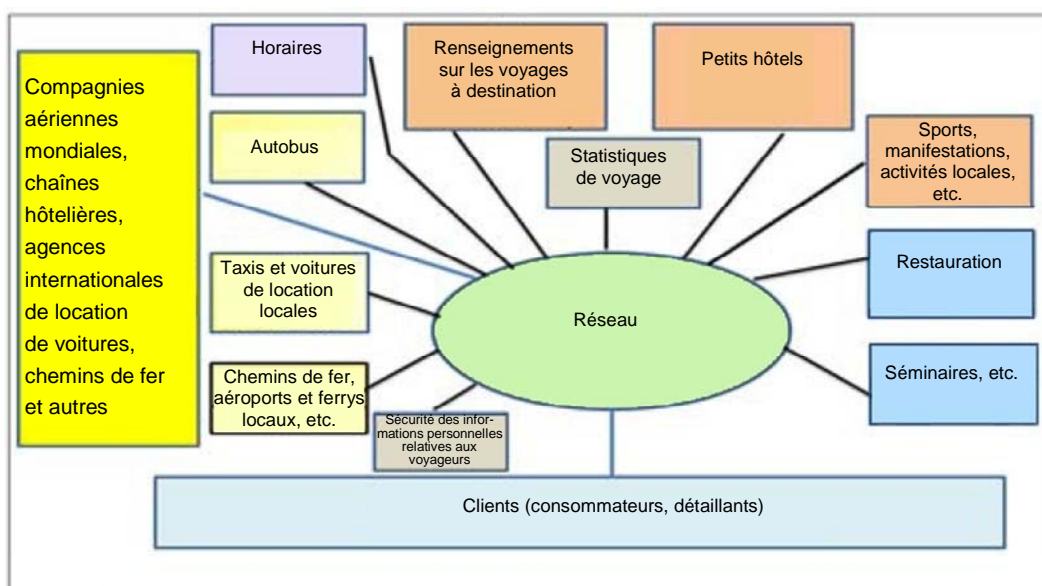 Compagnies
aériennes
mondiales,
chaînes
hôtelières,
agences
internationales
de location
de voitures,
chemins de fer
et autres
Horaires
Autobus
Taxis et voitures
de location
locales
Chemins de fer,
aéroports et ferrys
locaux, etc.
Renseignements
sur les voyages
à destination
Statistiques
de voyage
Petits hôtels
Sports,
manifestations,
activités locales,
etc.
Restauration
Séminaires, etc.
Réseau
Sécurité des infor-
mations personnelles
relatives aux
voyageurs
Clients (consommateurs, détaillants)